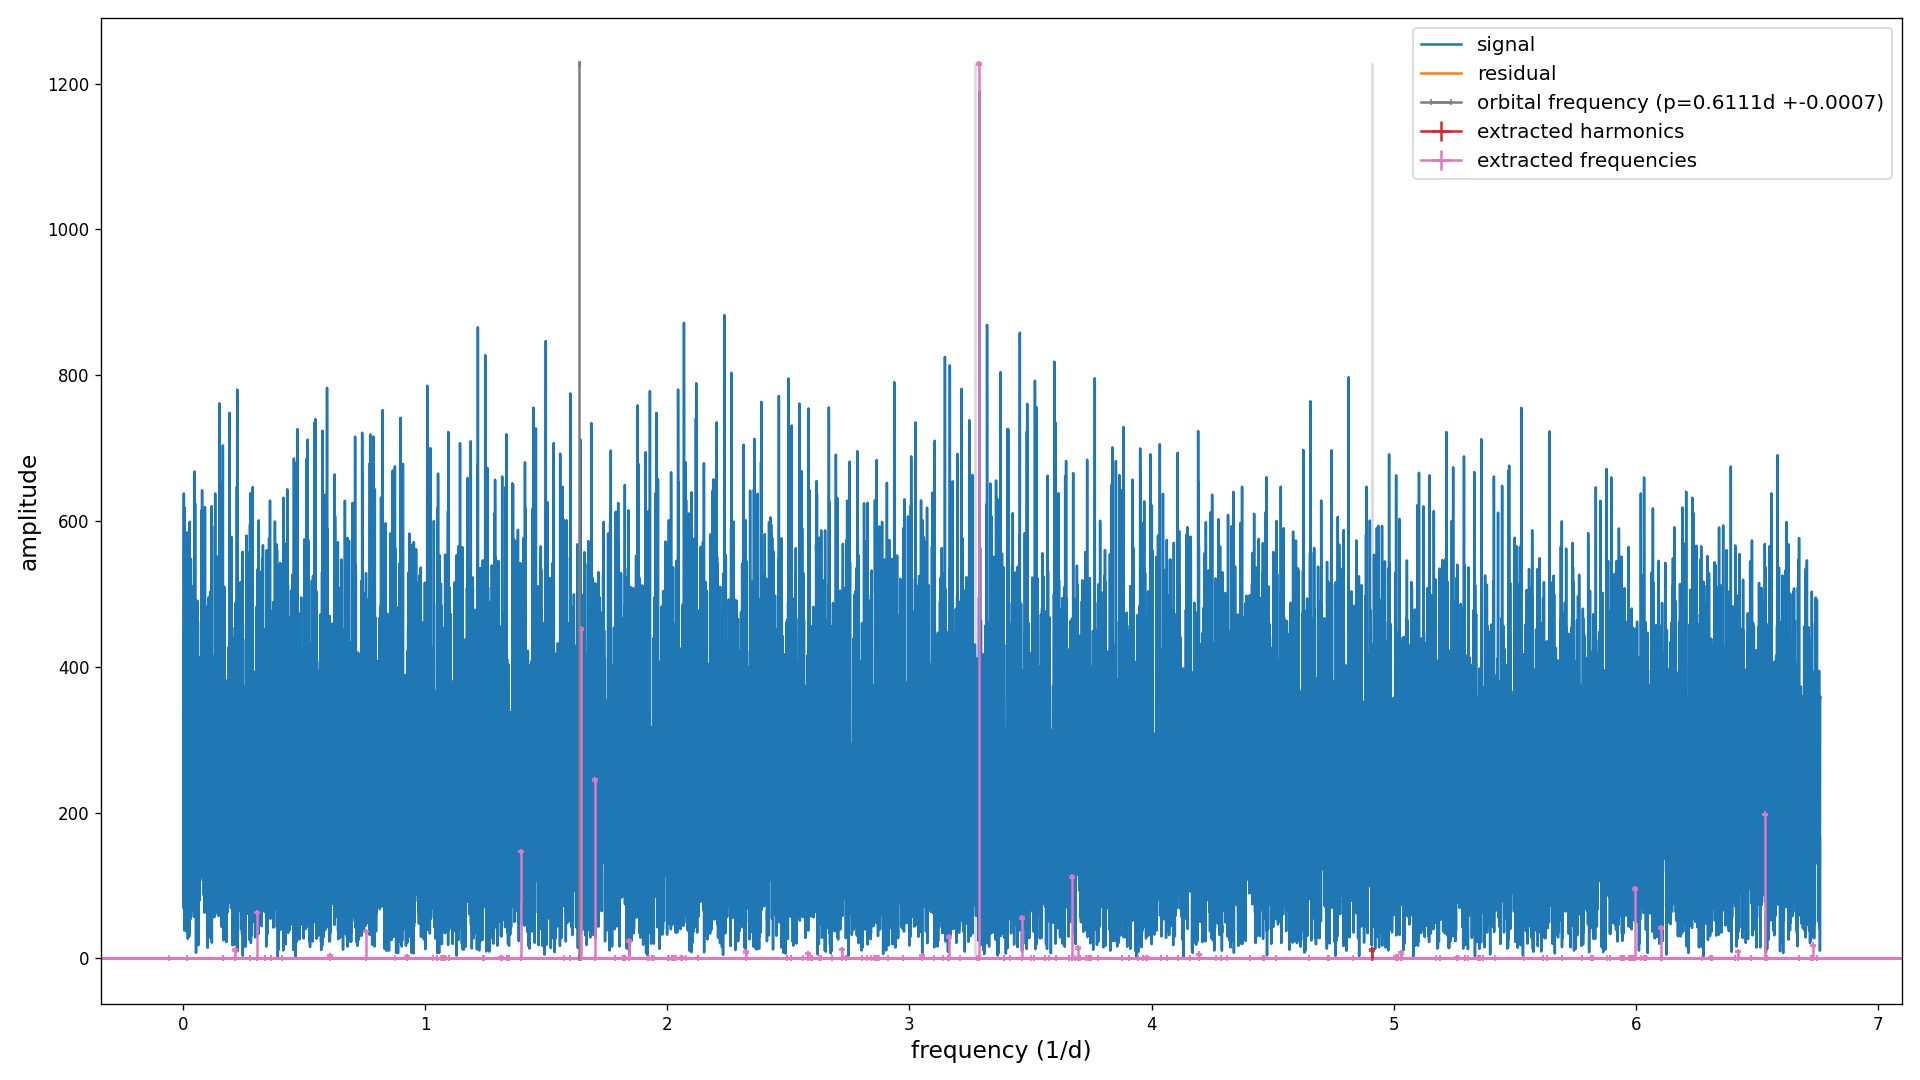 signal
residual
orbital frequency (p=0.6111d +-0.0007)
extracted harmonics
extracted frequencies
1200
1000
800
600
400
200
0
amplitude
0 1 2 3 4 5 6 7
frequency (1/d)